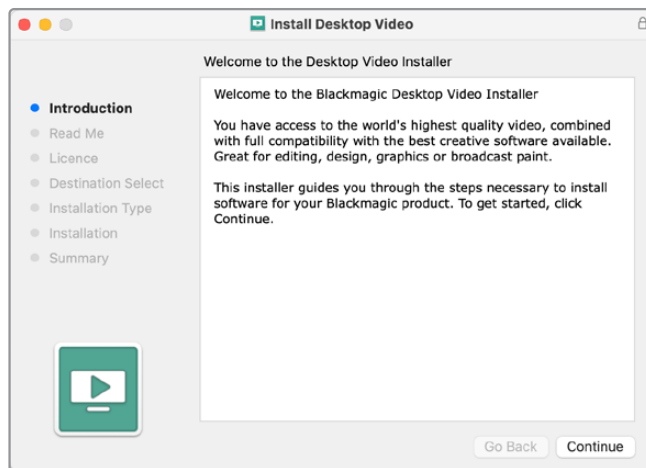 Install Desktop Video
Welcome to the Desktop Video Installer
Introduction
Read Me
Licence
Destination Select
Installation Type
Installation
Summary
Welcome to the Blackmagic Desktop Video Installer
You have access to the world's highest quality video, combined
with full compatibility with the best creative software available.
Great for editing, design, graphics or broadcast paint.
This installer guides you through the steps necessary to install
software for your Blackmagic product. To get started, click
Continue.
Go Back
Continue